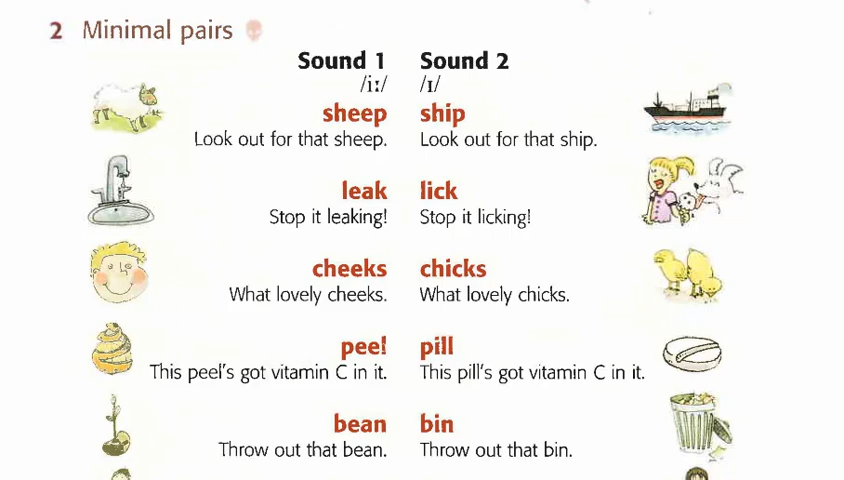 2 Minimal pairs
Sound 1 Sound 2
/iː/ /ɪ/
sheep ship
Look out for that sheep. Look out for that ship.
leak lick
Stop it leaking! Stop it licking!
cheeks chicks
What lovely cheeks. What lovely chicks.
peel pill
This peel's got vitamin C in it. This pill's got vitamin C in it.
bean bin
Throw out that bean. Throw out that bin.